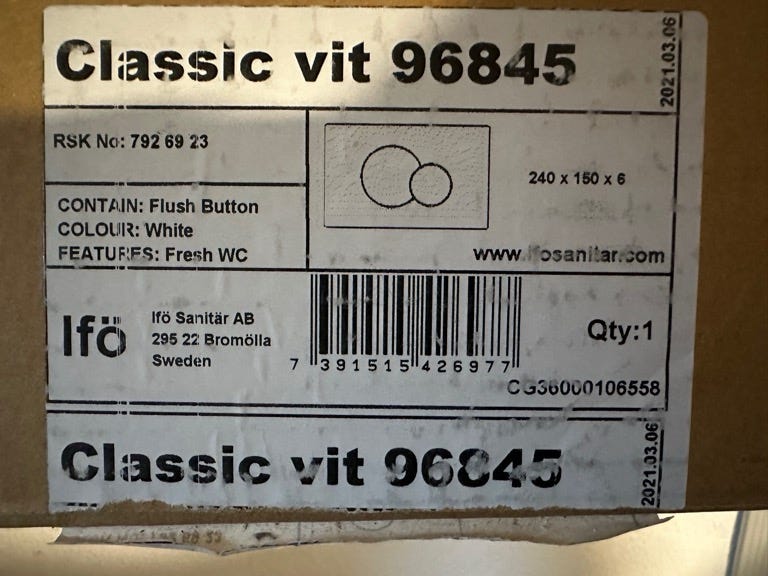 Classic vit 96845
2021.03.06
RSK No: 792 69 23
240 x 150 x 6
CONTAIN: Flush Button
COLOUR: White
FEATURES: Fresh WC
www.ifosanitar.com
Ifö
Ifö Sanitär AB
295 22 Bromölla
Sweden
7 391515 426977
Qty:1
CG36000106558
Classic vit 96845
2021.03.06